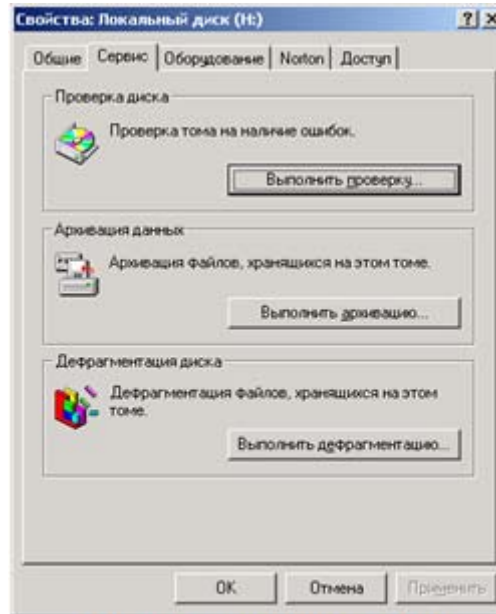 Свойства: Локальный диск (H:)
Общие Сервис Оборудование Norton Доступ
Проверка диска
Проверка тома на наличие ошибок.
Выполнить проверку...
Архивация данных
Архивация файлов, хранящихся на этом томе.
Выполнить архивацию...
Дефрагментация диска
Дефрагментация файлов, хранящихся на этом
томе.
Выполнить дефрагментацию...
OK Отмена Применить